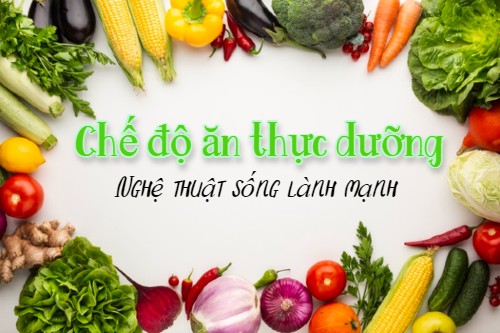 Chế độ ăn thực dưỡng
Nghệ thuật sống lành mạnh